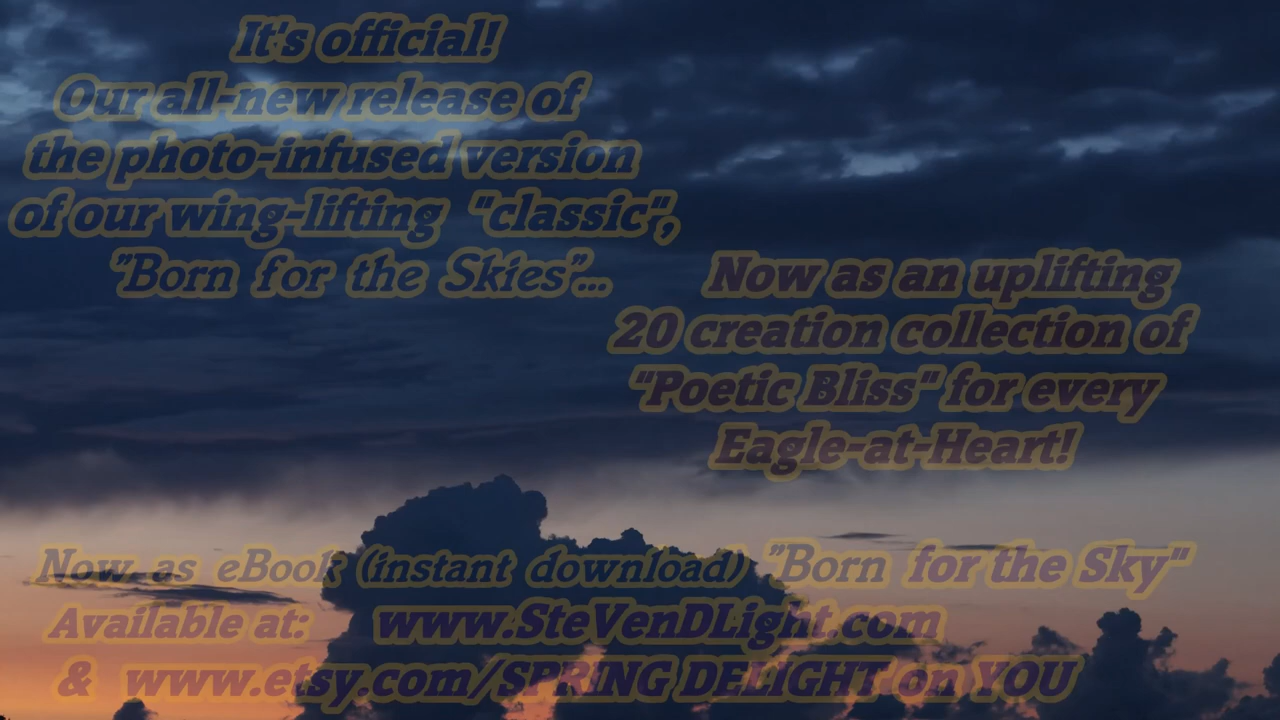 It's official!
Our all-new release of
the photo-infused version
of our wing-lifting "classic",
"Born for the Skies"...
Now as an uplifting
20 creation collection of
"Poetic Bliss" for every
Eagle-at-Heart!
Now as eBook (instant download) "Born for the Sky"
Available at: www.SteVenDLight.com
& www.etsy.com/SPRING DELIGHT on YOU